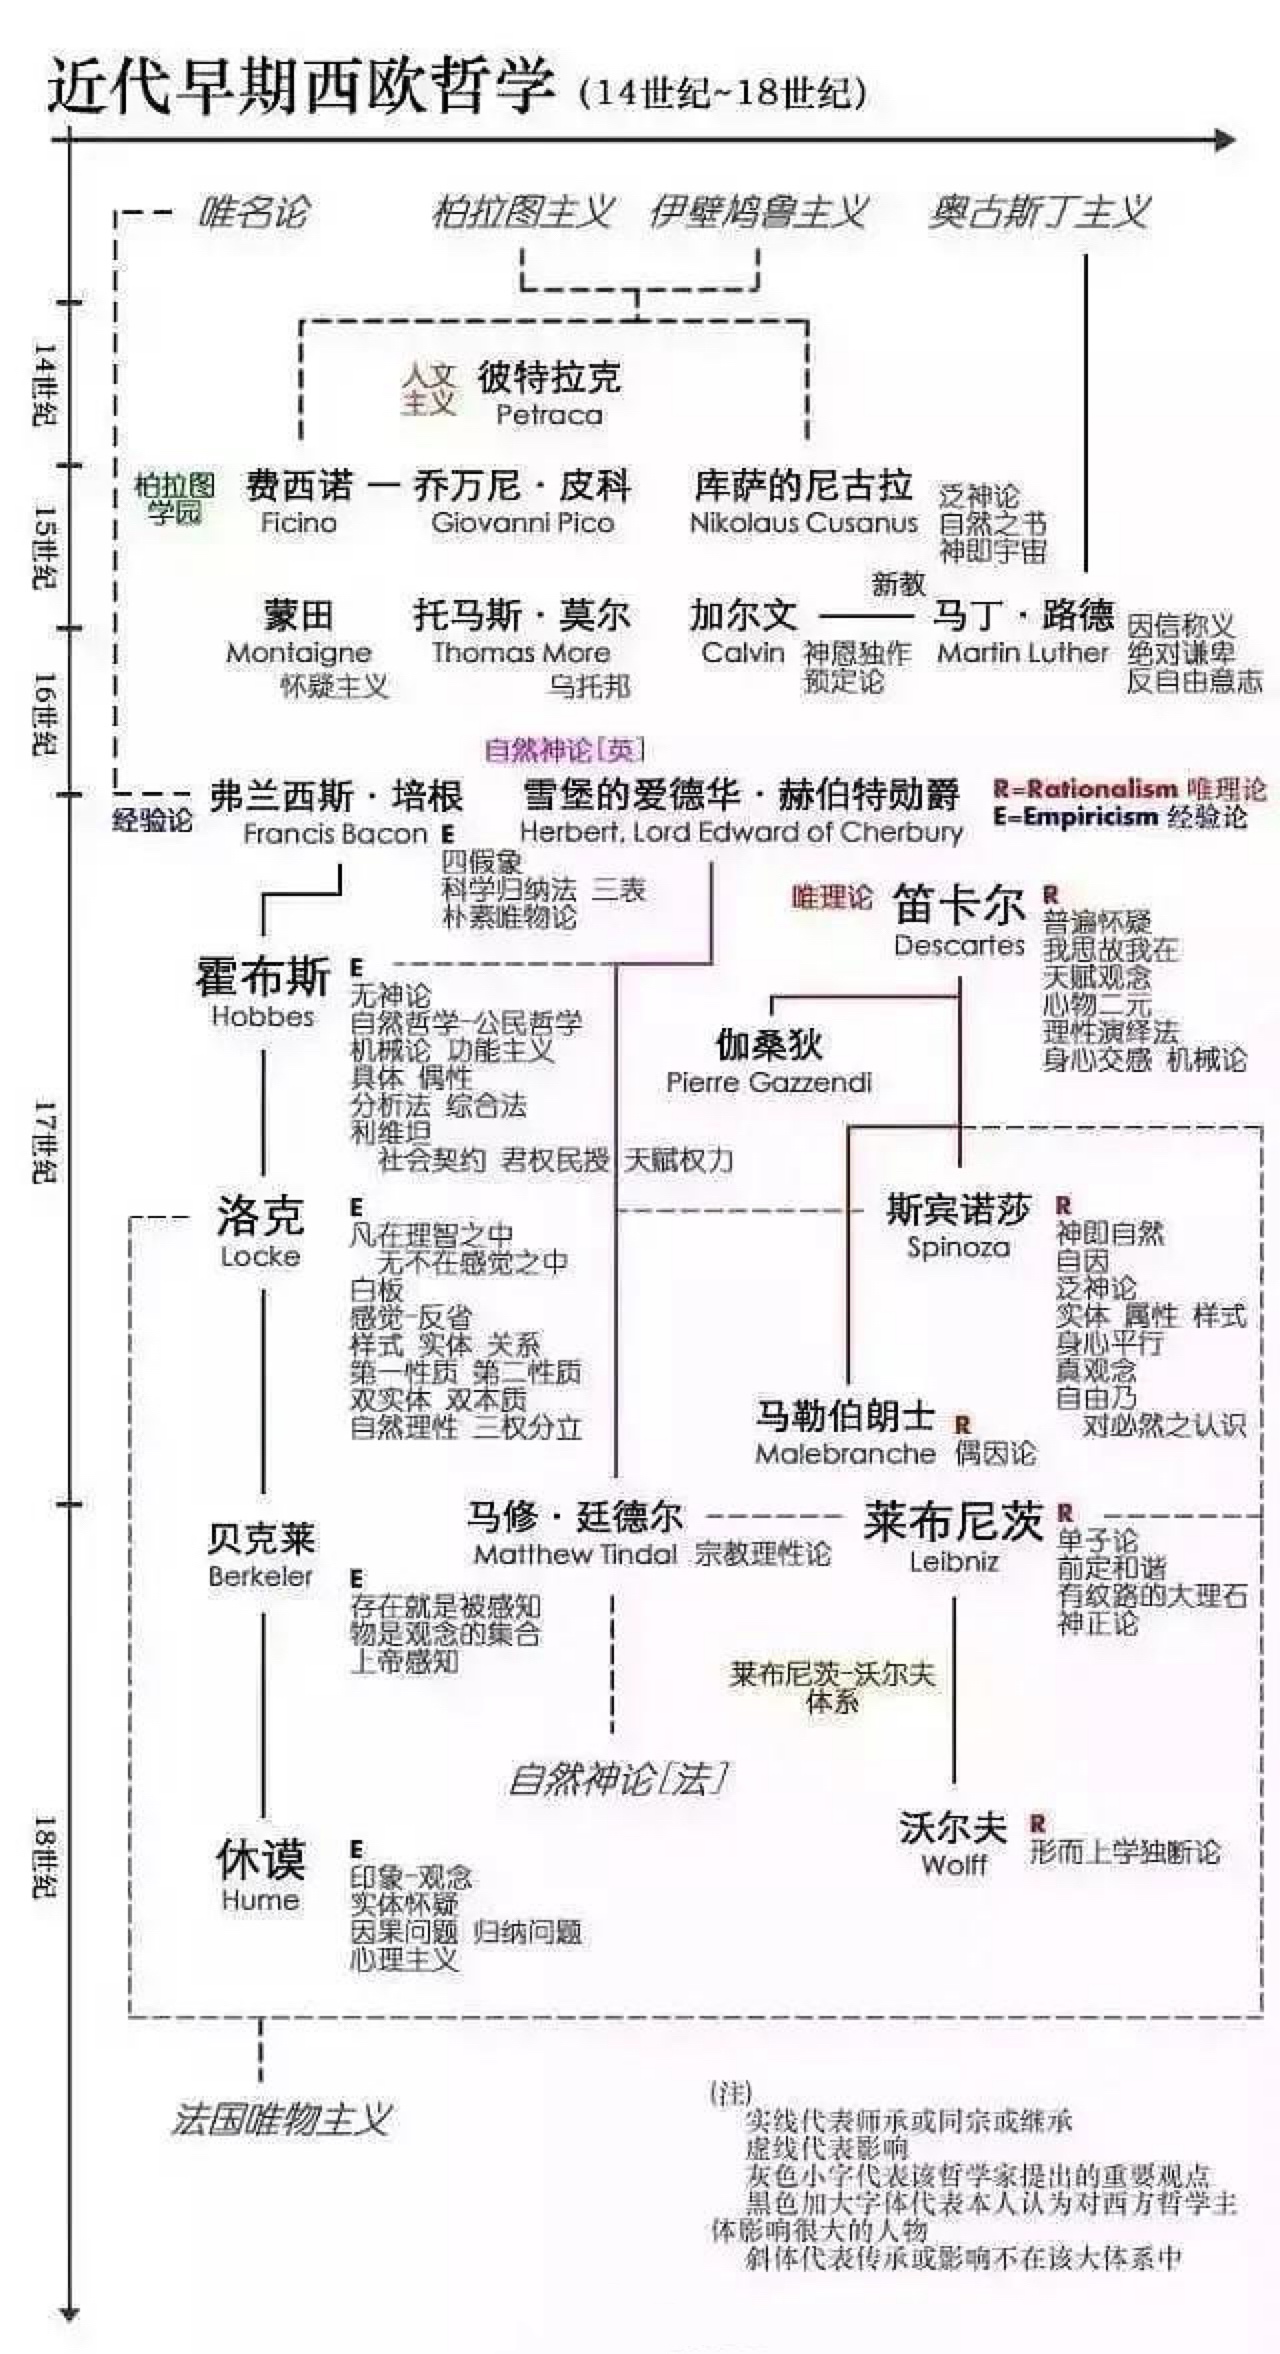 近代早期西欧哲学 (14世纪~18世纪)
唯名论
柏拉图主义
伊壁鸠鲁主义
奥古斯丁主义
14世纪
人文
主义
彼特拉克
Petraca
15世纪
柏拉图
学园
费西诺
Ficino
乔万尼·皮科
Giovanni Pico
库萨的尼古拉
Nikolaus Cusanus
泛神论
自然之书
神即宇宙
16世纪
蒙田
Montaigne
怀疑主义
托马斯·莫尔
Thomas More
乌托邦
加尔文
Calvin
神恩独作
预定论
新教
马丁·路德
Martin Luther
因信称义
绝对谦卑
反自由意志
自然神论[英]
经验论
弗兰西斯·培根
Francis Bacon E
四假象
科学归纳法 三表
朴素唯物论
雪堡的爱德华·赫伯特勋爵
Herbert, Lord Edward of Cherbury
R=Rationalism 唯理论
E=Empiricism 经验论
17世纪
唯理论
笛卡尔 R
Descartes
普遍怀疑
我思故我在
天赋观念
心物二元
理性演绎法
身心交感 机械论
霍布斯 E
Hobbes
无神论
自然哲学-公民哲学
机械论 功能主义
具体 偶性
分析法 综合法
利维坦
社会契约 君权民授 天赋权力
伽桑狄
Pierre Gazzendi
洛克 E
Locke
凡在理智之中
无不在感觉之中
白板
感觉-反省
样式 实体 关系
第一性质 第二性质
双实体 双本质
自然理性 三权分立
斯宾诺莎 R
Spinoza
神即自然
自因
泛神论
实体 属性 样式
身心平行
真观念
自由乃
对必然之认识
马勒伯朗士 R
Malebranche 偶因论
18世纪
贝克莱
Berkeler E
存在就是被感知
物是观念的集合
上帝感知
马修·廷德尔
Matthew Tindal 宗教理性论
莱布尼茨 R
Leibniz
单子论
前定和谐
有纹路的大理石
神正论
莱布尼茨-沃尔夫
体系
自然神论[法]
沃尔夫 R
Wolff
形而上学独断论
休谟 E
Hume
印象-观念
实体怀疑
因果问题 归纳问题
心理主义
法国唯物主义
(注)
实线代表师承或同宗或继承
虚线代表影响
灰色小字代表该哲学家提出的重要观点
黑色加大字体代表本人认为对西方哲学主
体影响很大的人物
斜体代表传承或影响不在该大体系中